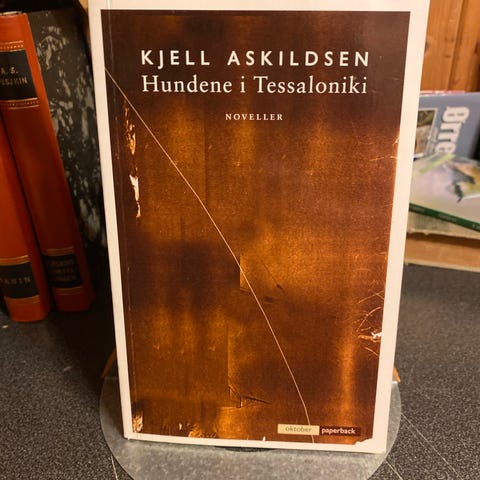 KJELL ASKILDSEN
Hundene i Tessaloniki
NOVELLER
oktober paperback
A. S.